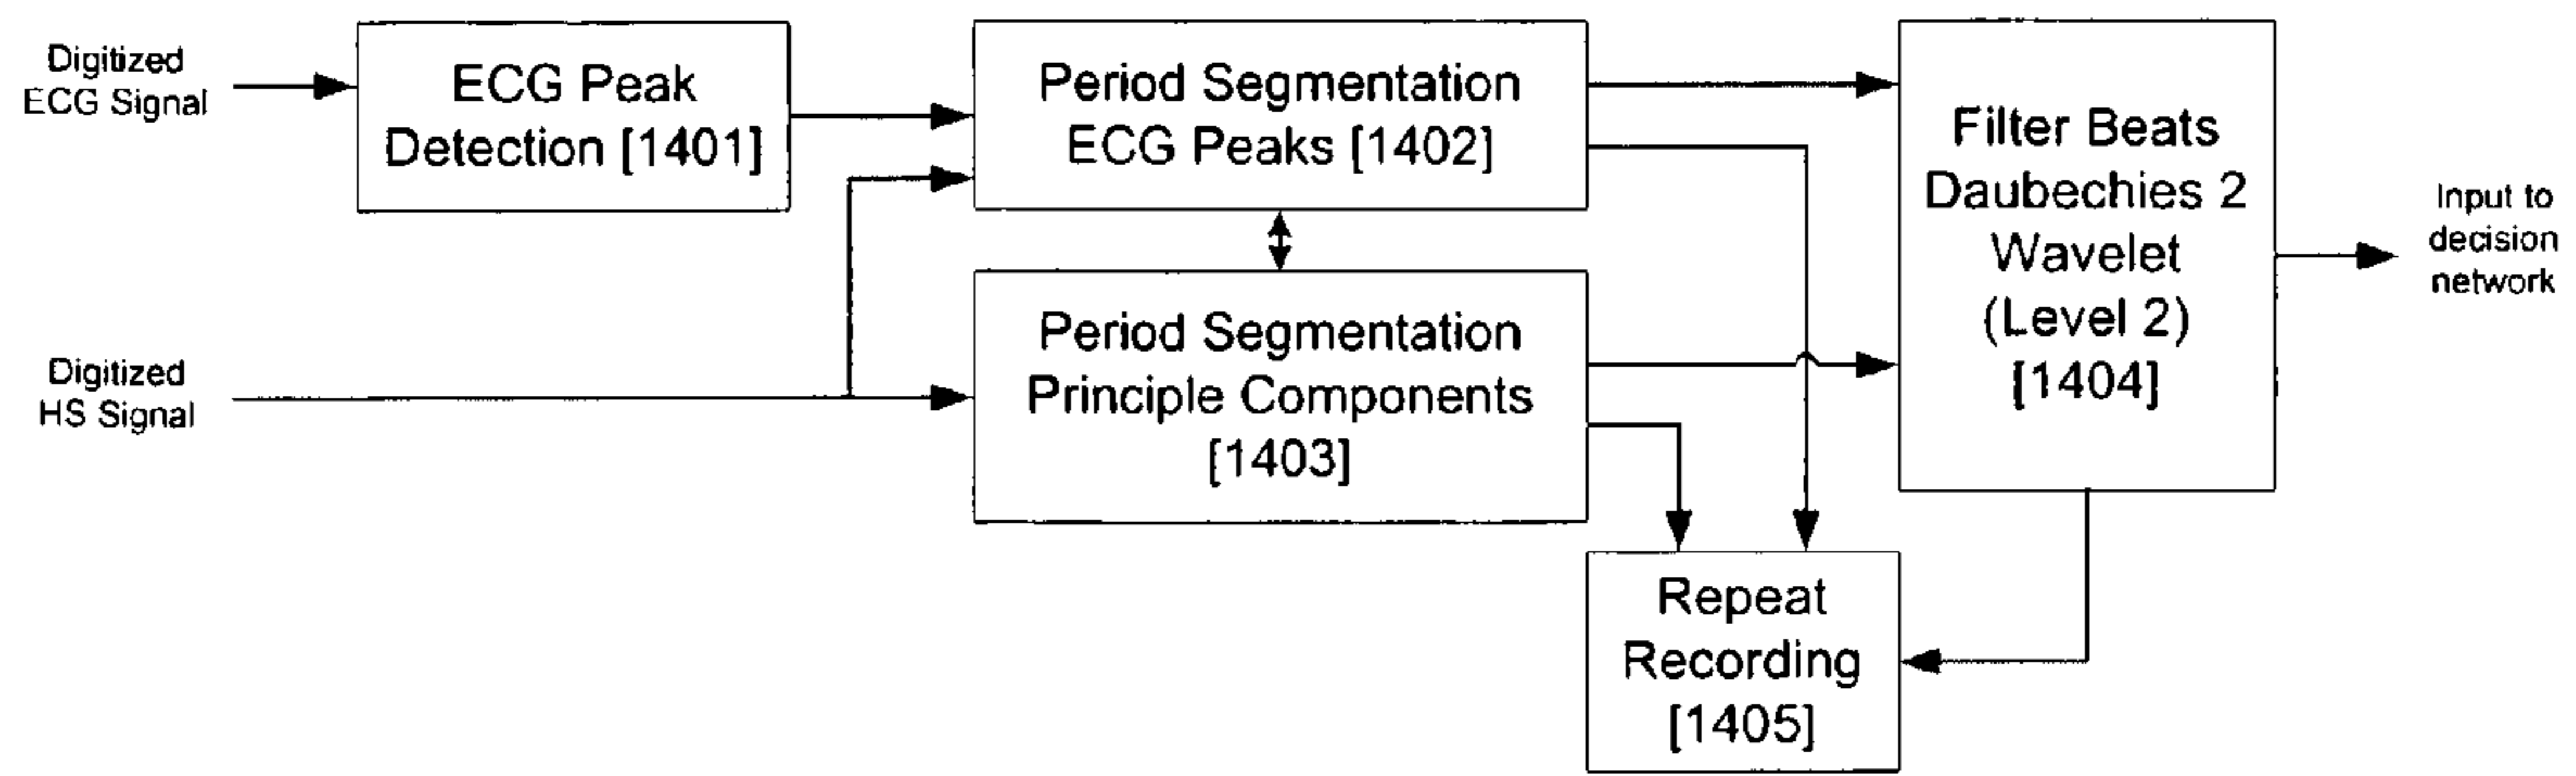 Digitized
ECG Signal
ECG Peak
Detection [1401]
Period Segmentation
ECG Peaks [1402]
Filter Beats
Daubechies 2
Wavelet
(Level 2)
[1404]
Input to
decision
network
Digitized
HS Signal
Period Segmentation
Principle Components
[1403]
Repeat
Recording
[1405]